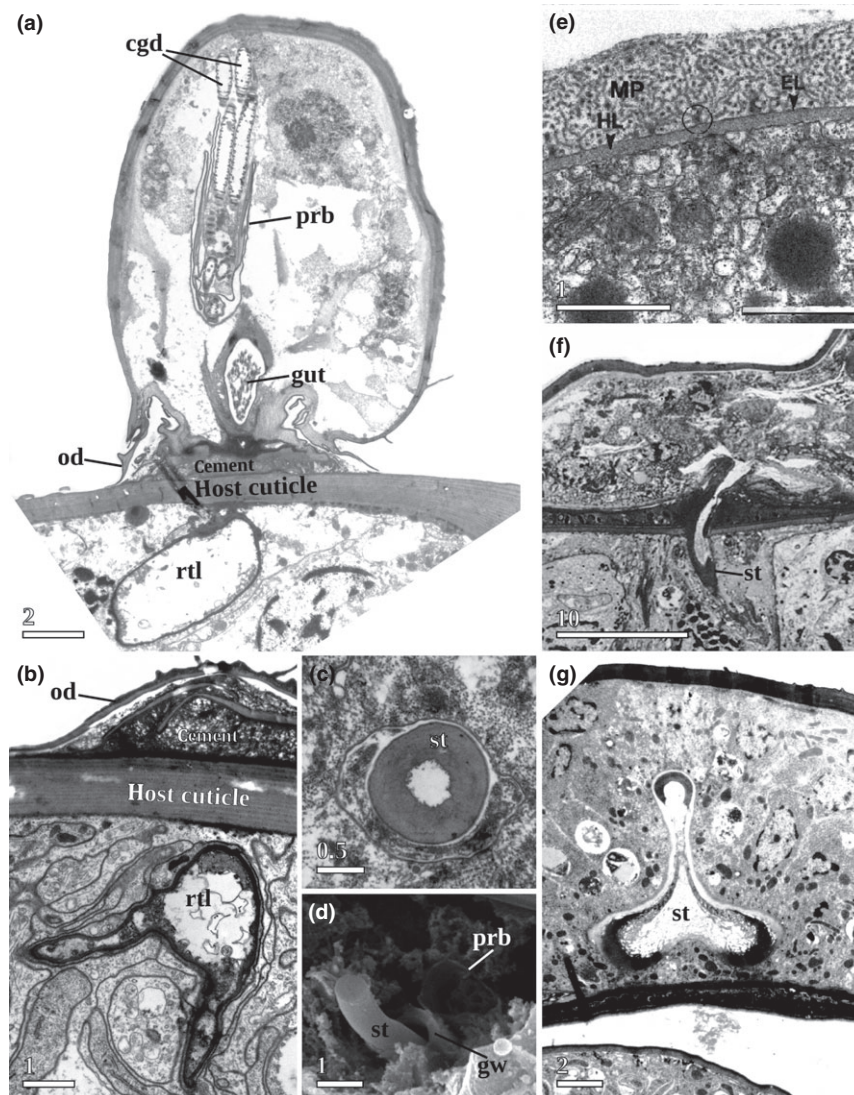 (a)
cgd
prb
gut
od
Cement
Host cuticle
rtl
2
(b)
od
Cement
Host cuticle
rtl
1
(c)
st
0.5
(d)
prb
st
gw
1
(e)
MP
EL
HL
1
(f)
st
10
(g)
st
2